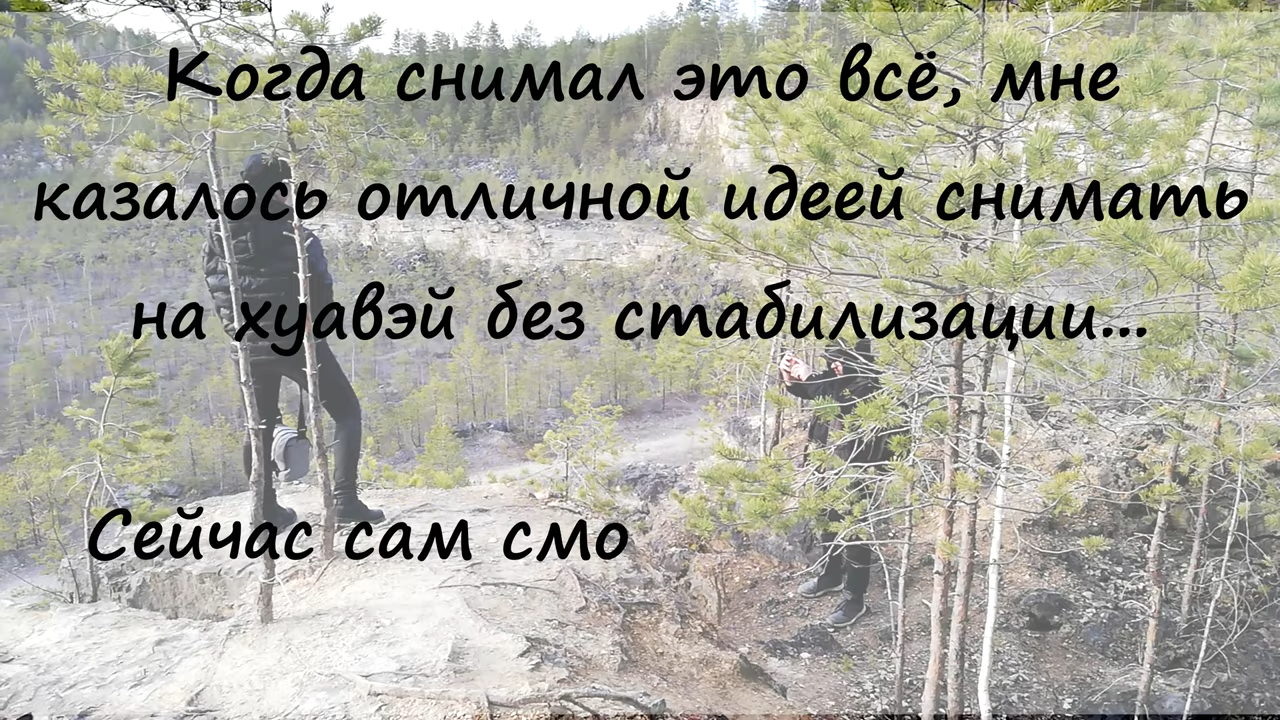 Когда снимал это всё, мне
казалось отличной идеей снимать
на хуавэй без стабилизации...
Сейчас сам смо